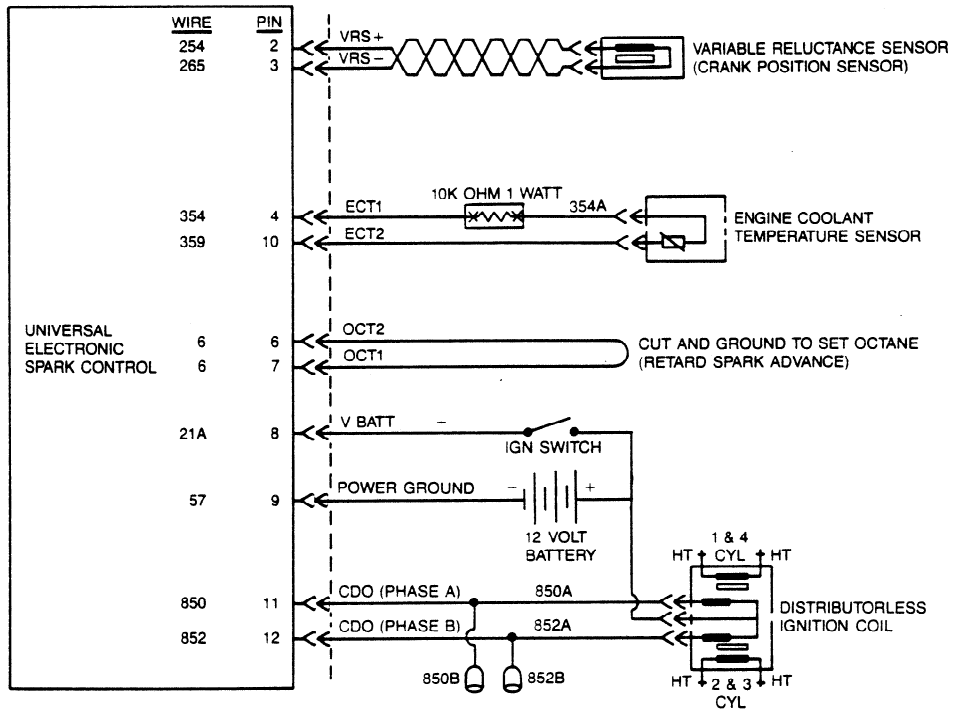 WIRE PIN
254 2 VRS+
265 3 VRS-
VARIABLE RELUCTANCE SENSOR
(CRANK POSITION SENSOR)
10K OHM 1 WATT
354 4 ECT1 354A
359 10 ECT2
ENGINE COOLANT
TEMPERATURE SENSOR
UNIVERSAL
ELECTRONIC
SPARK CONTROL
6 6 OCT2
6 7 OCT1
CUT AND GROUND TO SET OCTANE
(RETARD SPARK ADVANCE)
21A 8 V BATT −
IGN SWITCH
57 9 POWER GROUND − +
12 VOLT
BATTERY
1 & 4
HT CYL HT
850 11 CDO (PHASE A) 850A
852 12 CDO (PHASE B) 852A
DISTRIBUTORLESS
IGNITION COIL
850B 852B
HT 2 & 3 HT
CYL